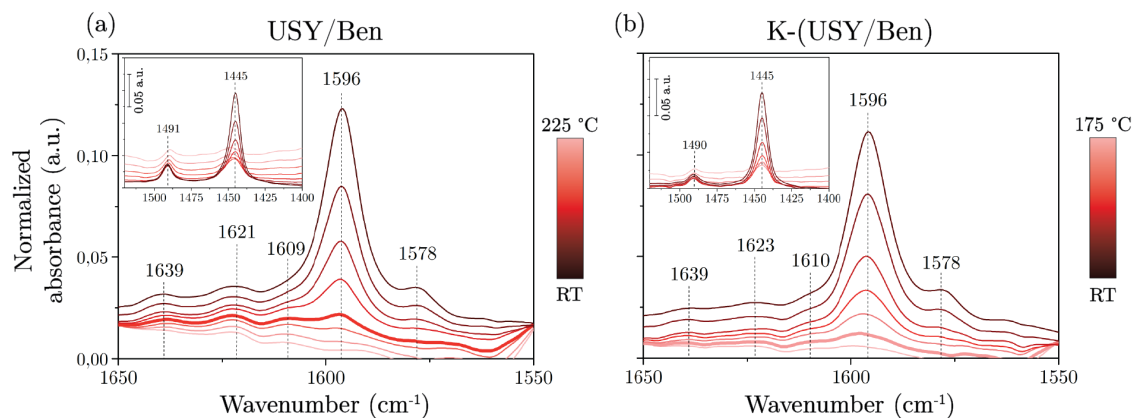 (a) USY/Ben
0,15
0,10
0,05
0,00
Normalized
absorbance (a.u.)
0.05 a.u.
1445
1491
1500 1475 1450 1425 1400
1596
1639
1621
1609
1578
1650 1600 1550
Wavenumber (cm-1)
225 °C
RT
(b) K-(USY/Ben)
0.05 a.u.
1445
1490
1500 1475 1450 1425 1400
1596
1639
1623
1610
1578
1650 1600 1550
Wavenumber (cm-1)
175 °C
RT